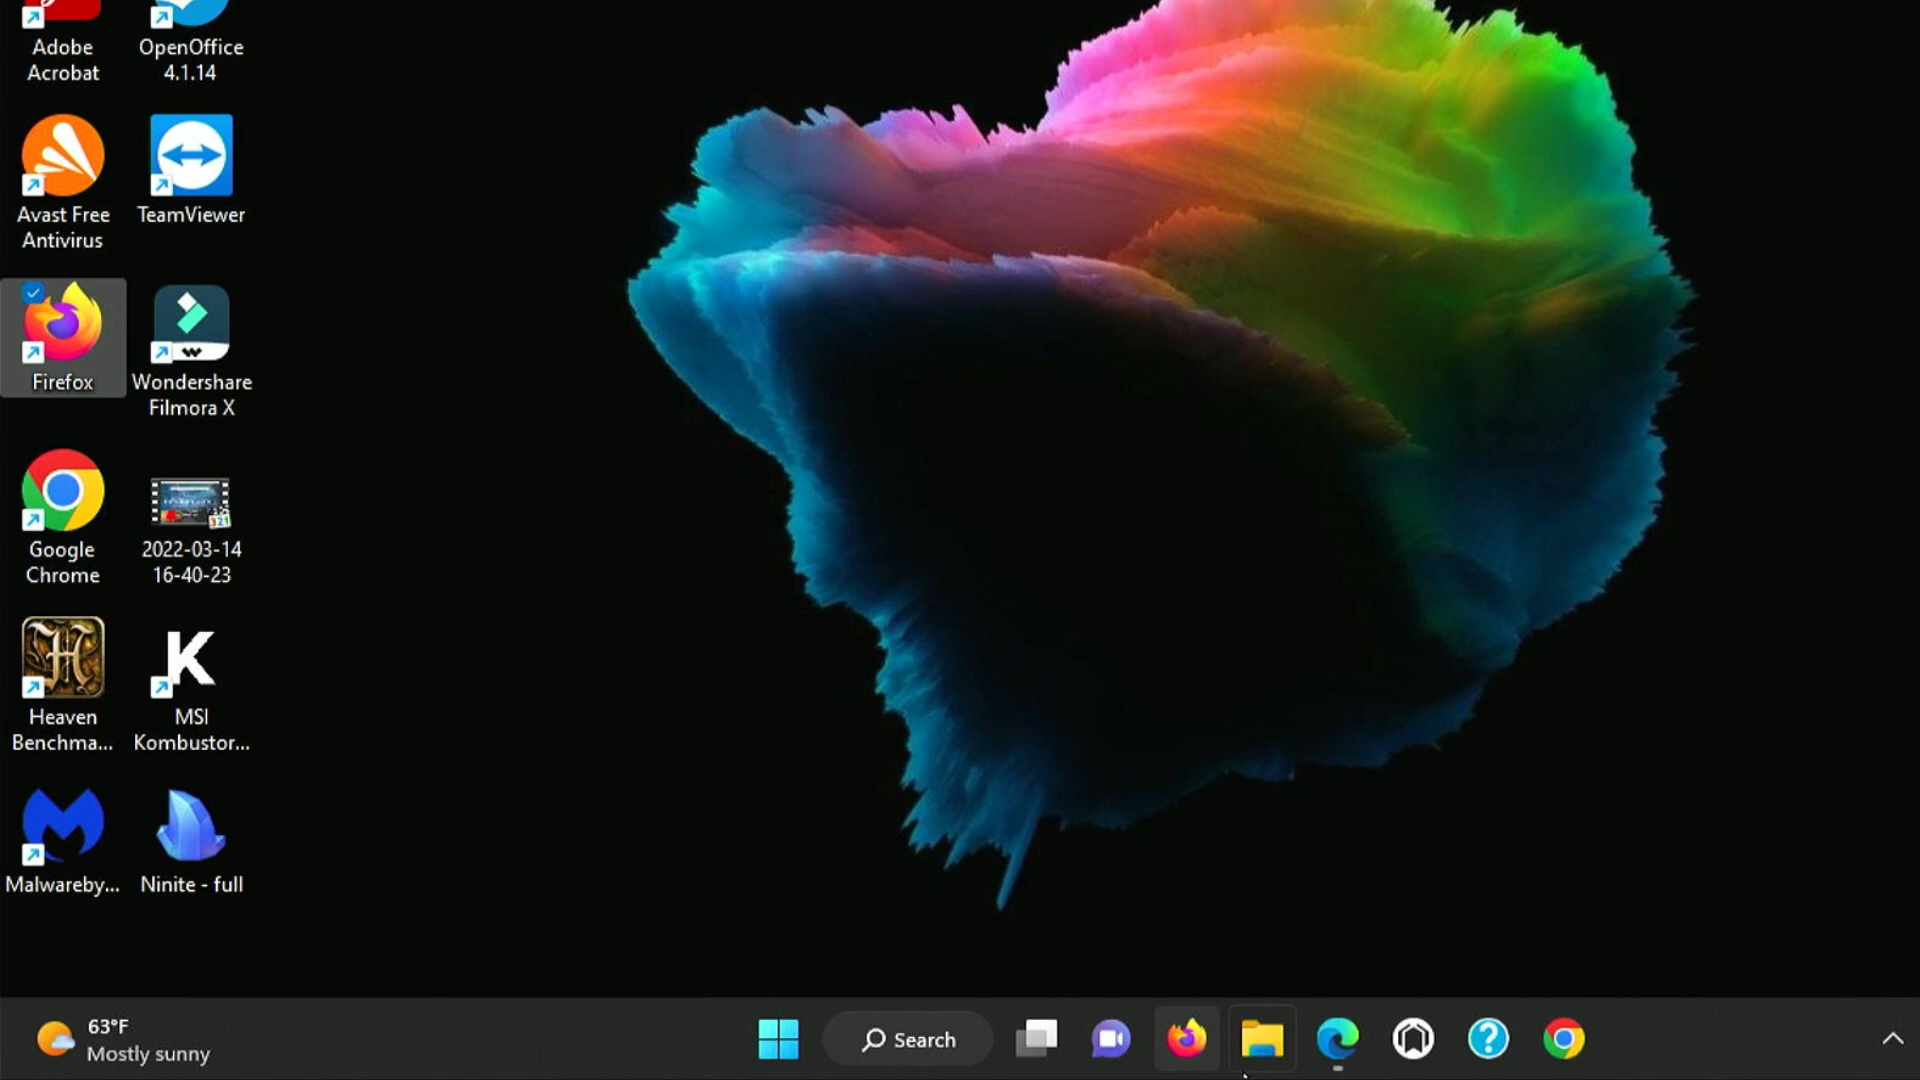 Adobe
Acrobat
OpenOffice
4.1.14
Avast Free
Antivirus
TeamViewer
Firefox
Wondershare
Filmora X
Google
Chrome
2022-03-14
16-40-23
Heaven
Benchma...
MSI
Kombustor...
Malwareby...
Ninite - full
63°F
Mostly sunny
Search